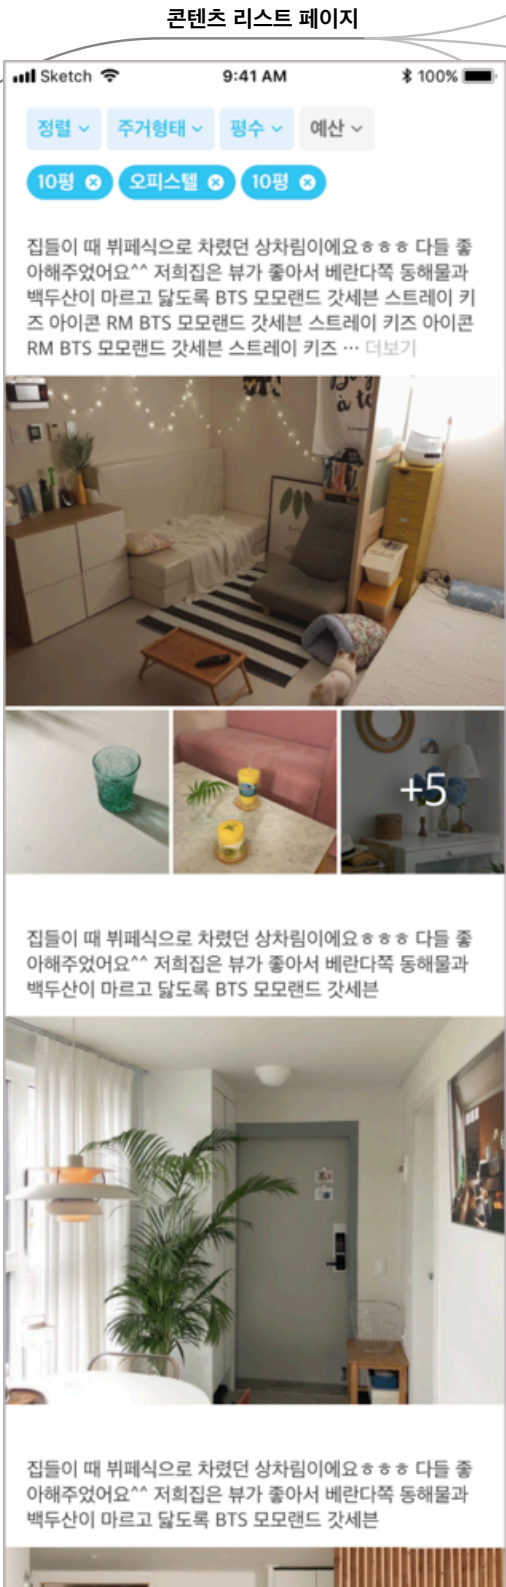 콘텐츠 리스트 페이지
Sketch 9:41 AM 100%
정렬 주거형태 평수 예산
10평 오피스텔 10평
집들이 때 뷔페식으로 차렸던 상차림이에요ㅎㅎㅎ 다들 좋
아해주었어요^^ 저희집은 뷰가 좋아서 베란다쪽 동해물과
백두산이 마르고 닳도록 BTS 모모랜드 갓세븐 스트레이 키
즈 아이콘 RM BTS 모모랜드 갓세븐 스트레이 키즈 아이콘
RM BTS 모모랜드 갓세븐 스트레이 키즈 ··· 더보기
+5
집들이 때 뷔페식으로 차렸던 상차림이에요ㅎㅎㅎ 다들 좋
아해주었어요^^ 저희집은 뷰가 좋아서 베란다쪽 동해물과
백두산이 마르고 닳도록 BTS 모모랜드 갓세븐
집들이 때 뷔페식으로 차렸던 상차림이에요ㅎㅎㅎ 다들 좋
아해주었어요^^ 저희집은 뷰가 좋아서 베란다쪽 동해물과
백두산이 마르고 닳도록 BTS 모모랜드 갓세븐